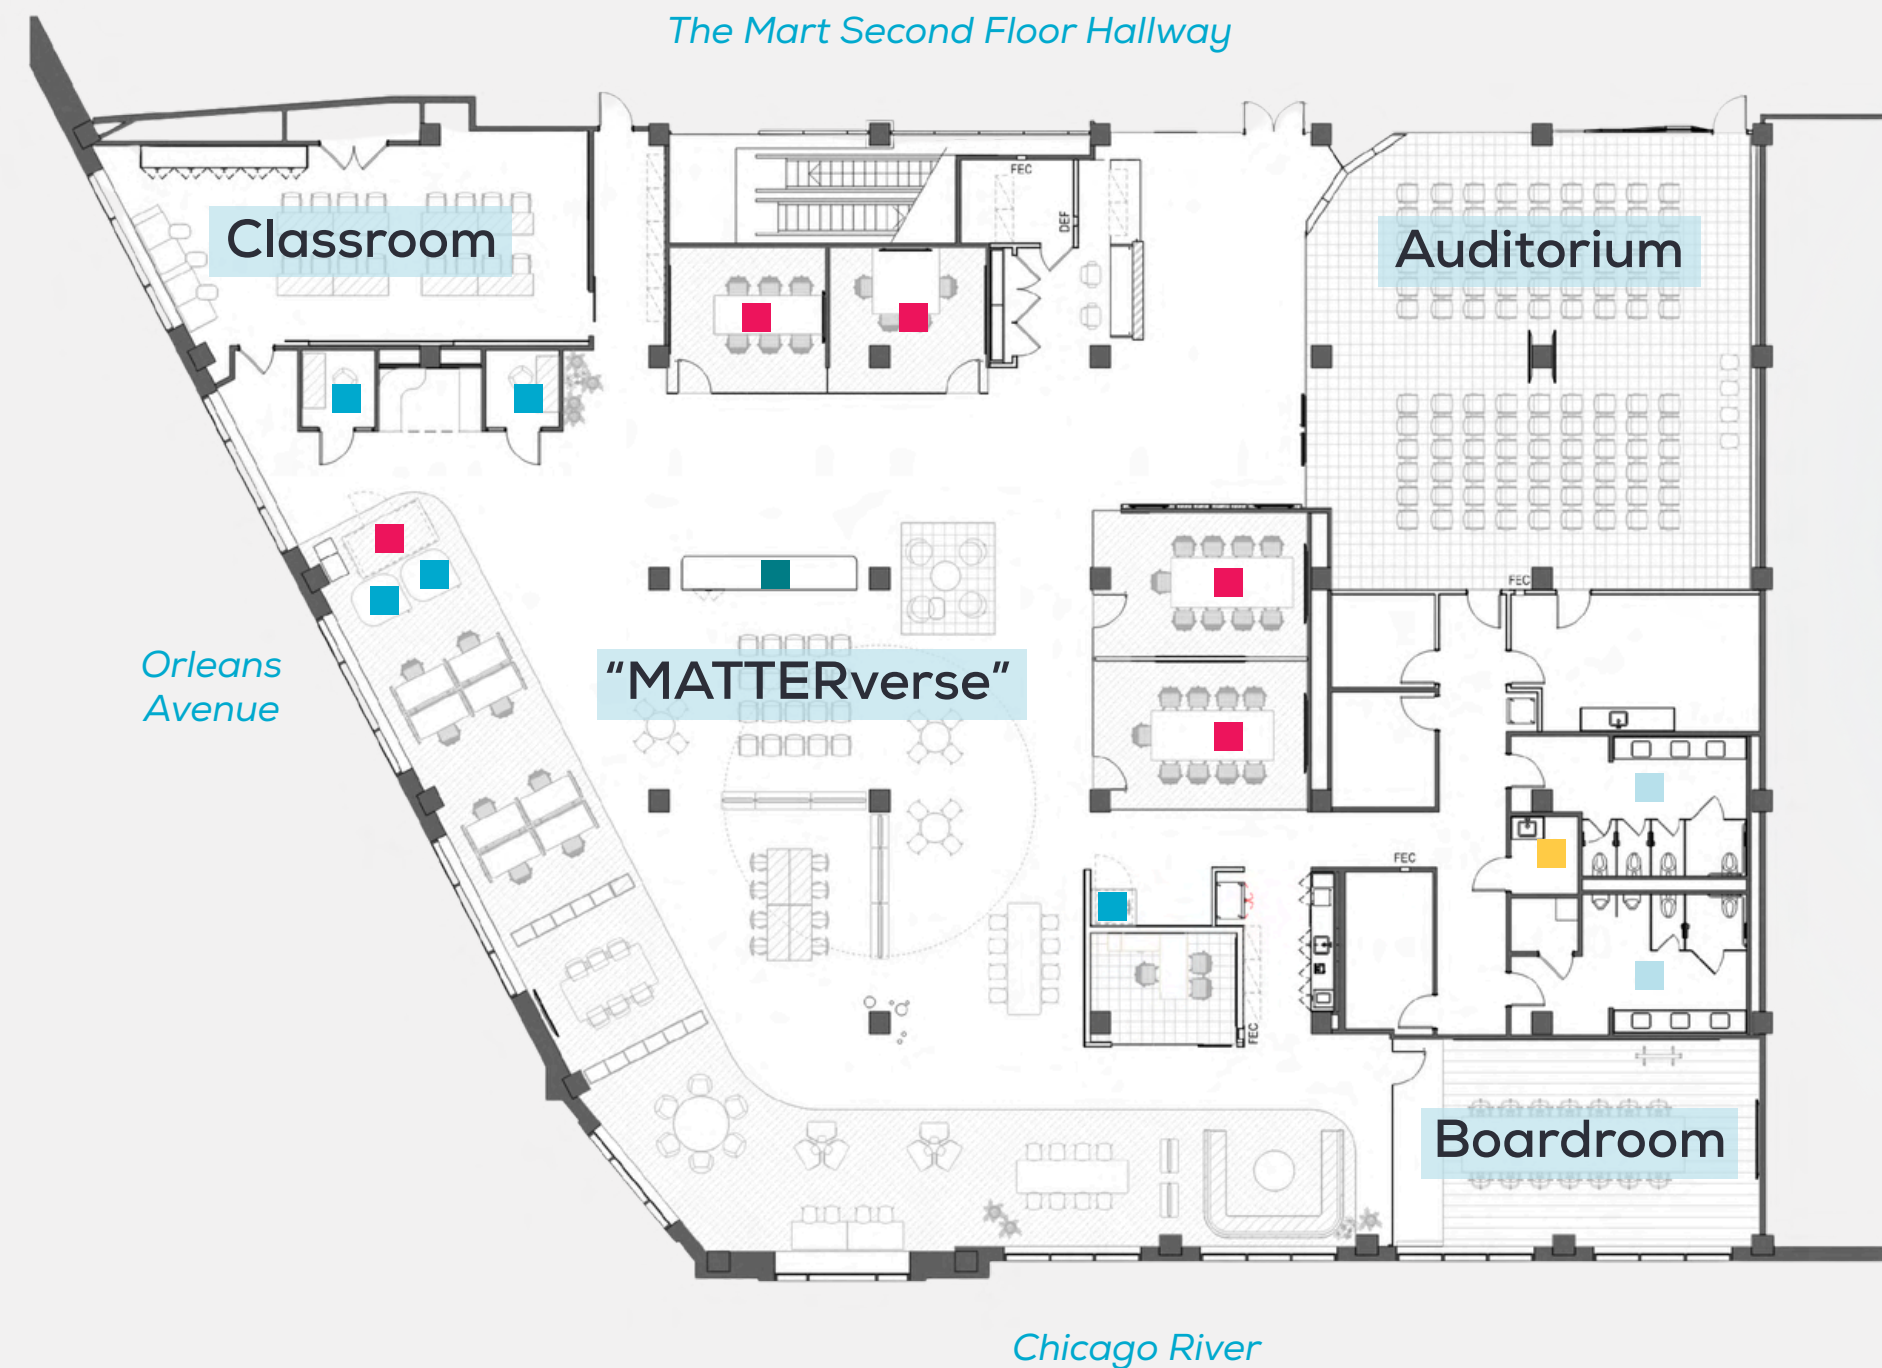 The Mart Second Floor Hallway
FEC
DEF
Classroom
Auditorium
FEC
Orleans
Avenue
“MATTERverse”
FEC
FEC
Boardroom
Chicago River